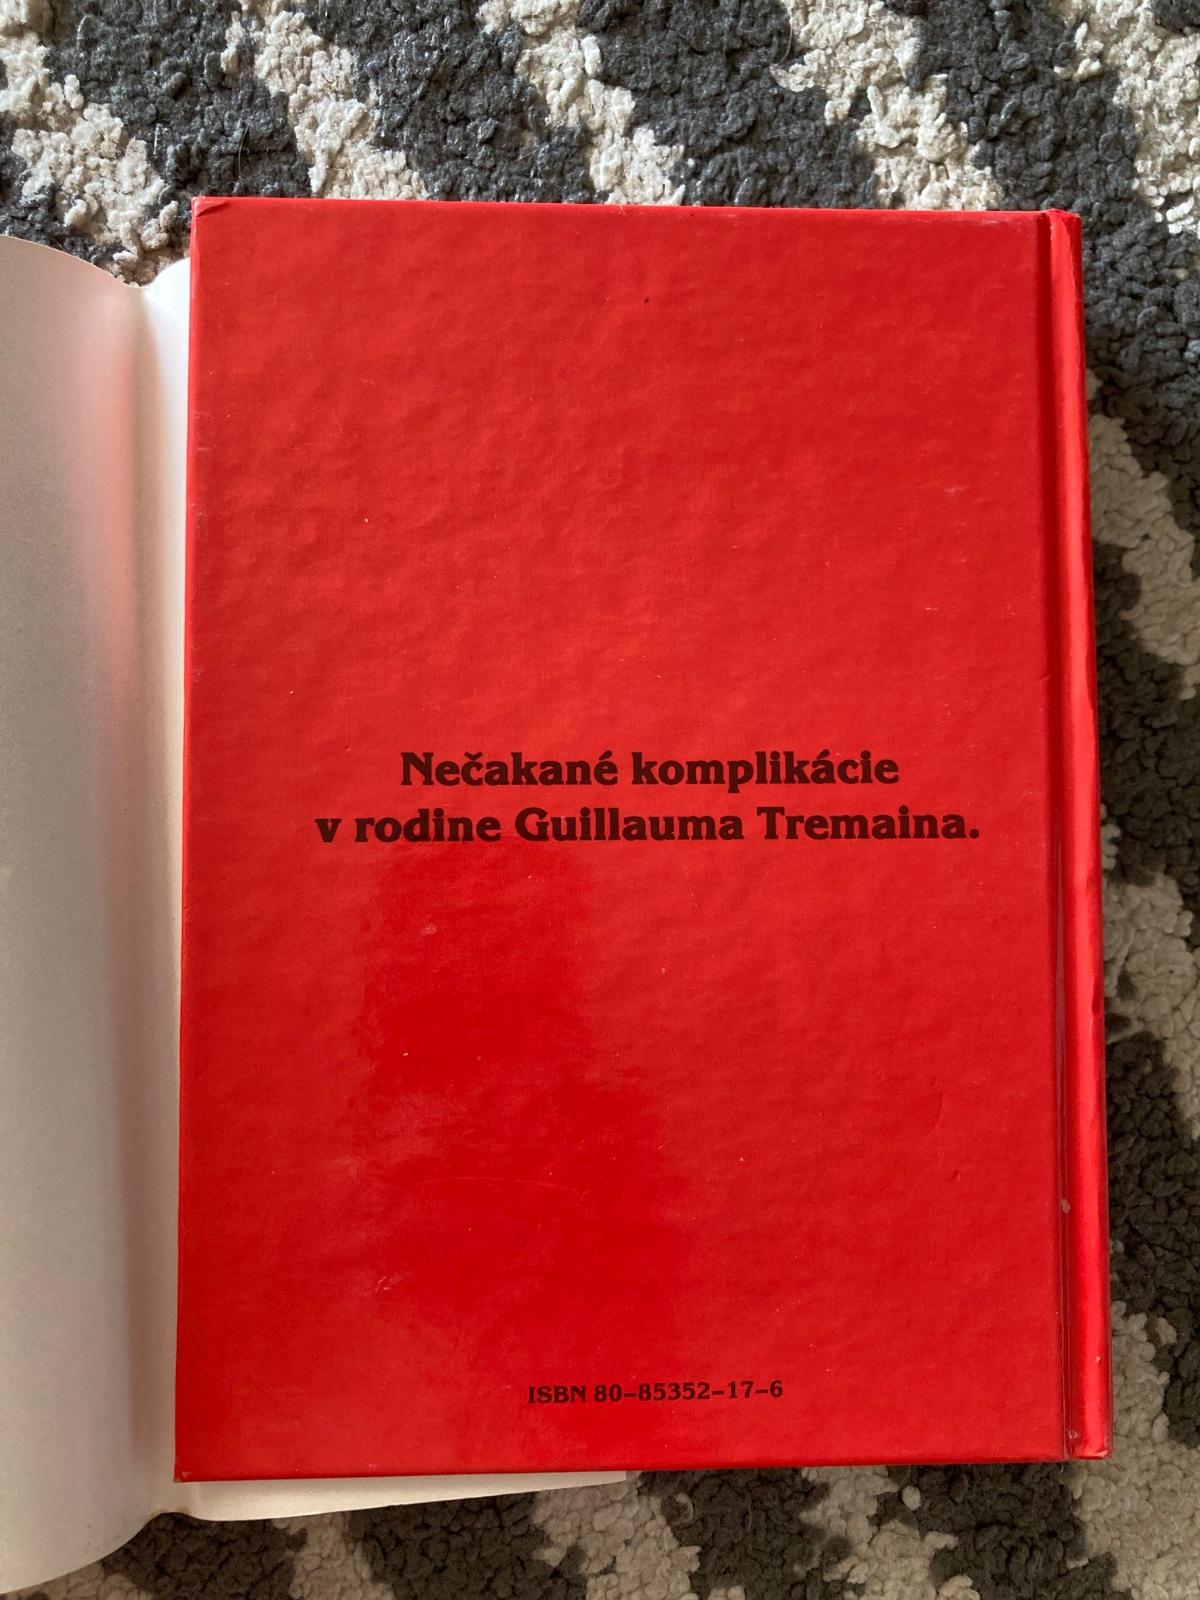 Nečakané komplikácie
v rodine Guillauma Tremaina.
ISBN 80-85352-17-6